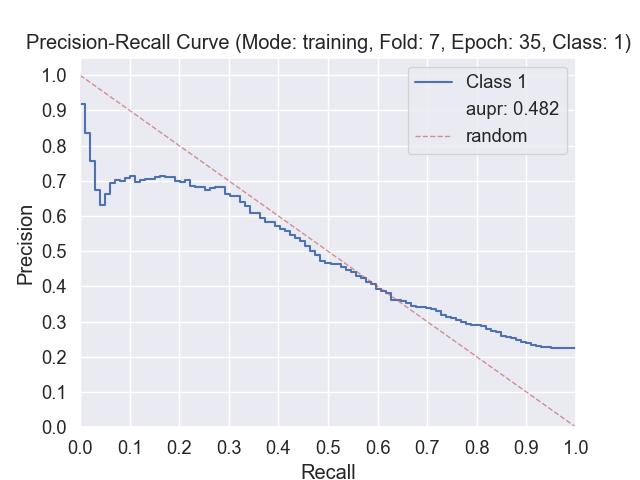 Precision-Recall Curve (Mode: training, Fold: 7, Epoch: 35, Class: 1)
1.0
0.9
0.8
0.7
0.6
0.5
0.4
0.3
0.2
0.1
0.0
Precision
Class 1
aupr: 0.482
random
0.0 0.1 0.2 0.3 0.4 0.5 0.6 0.7 0.8 0.9 1.0
Recall